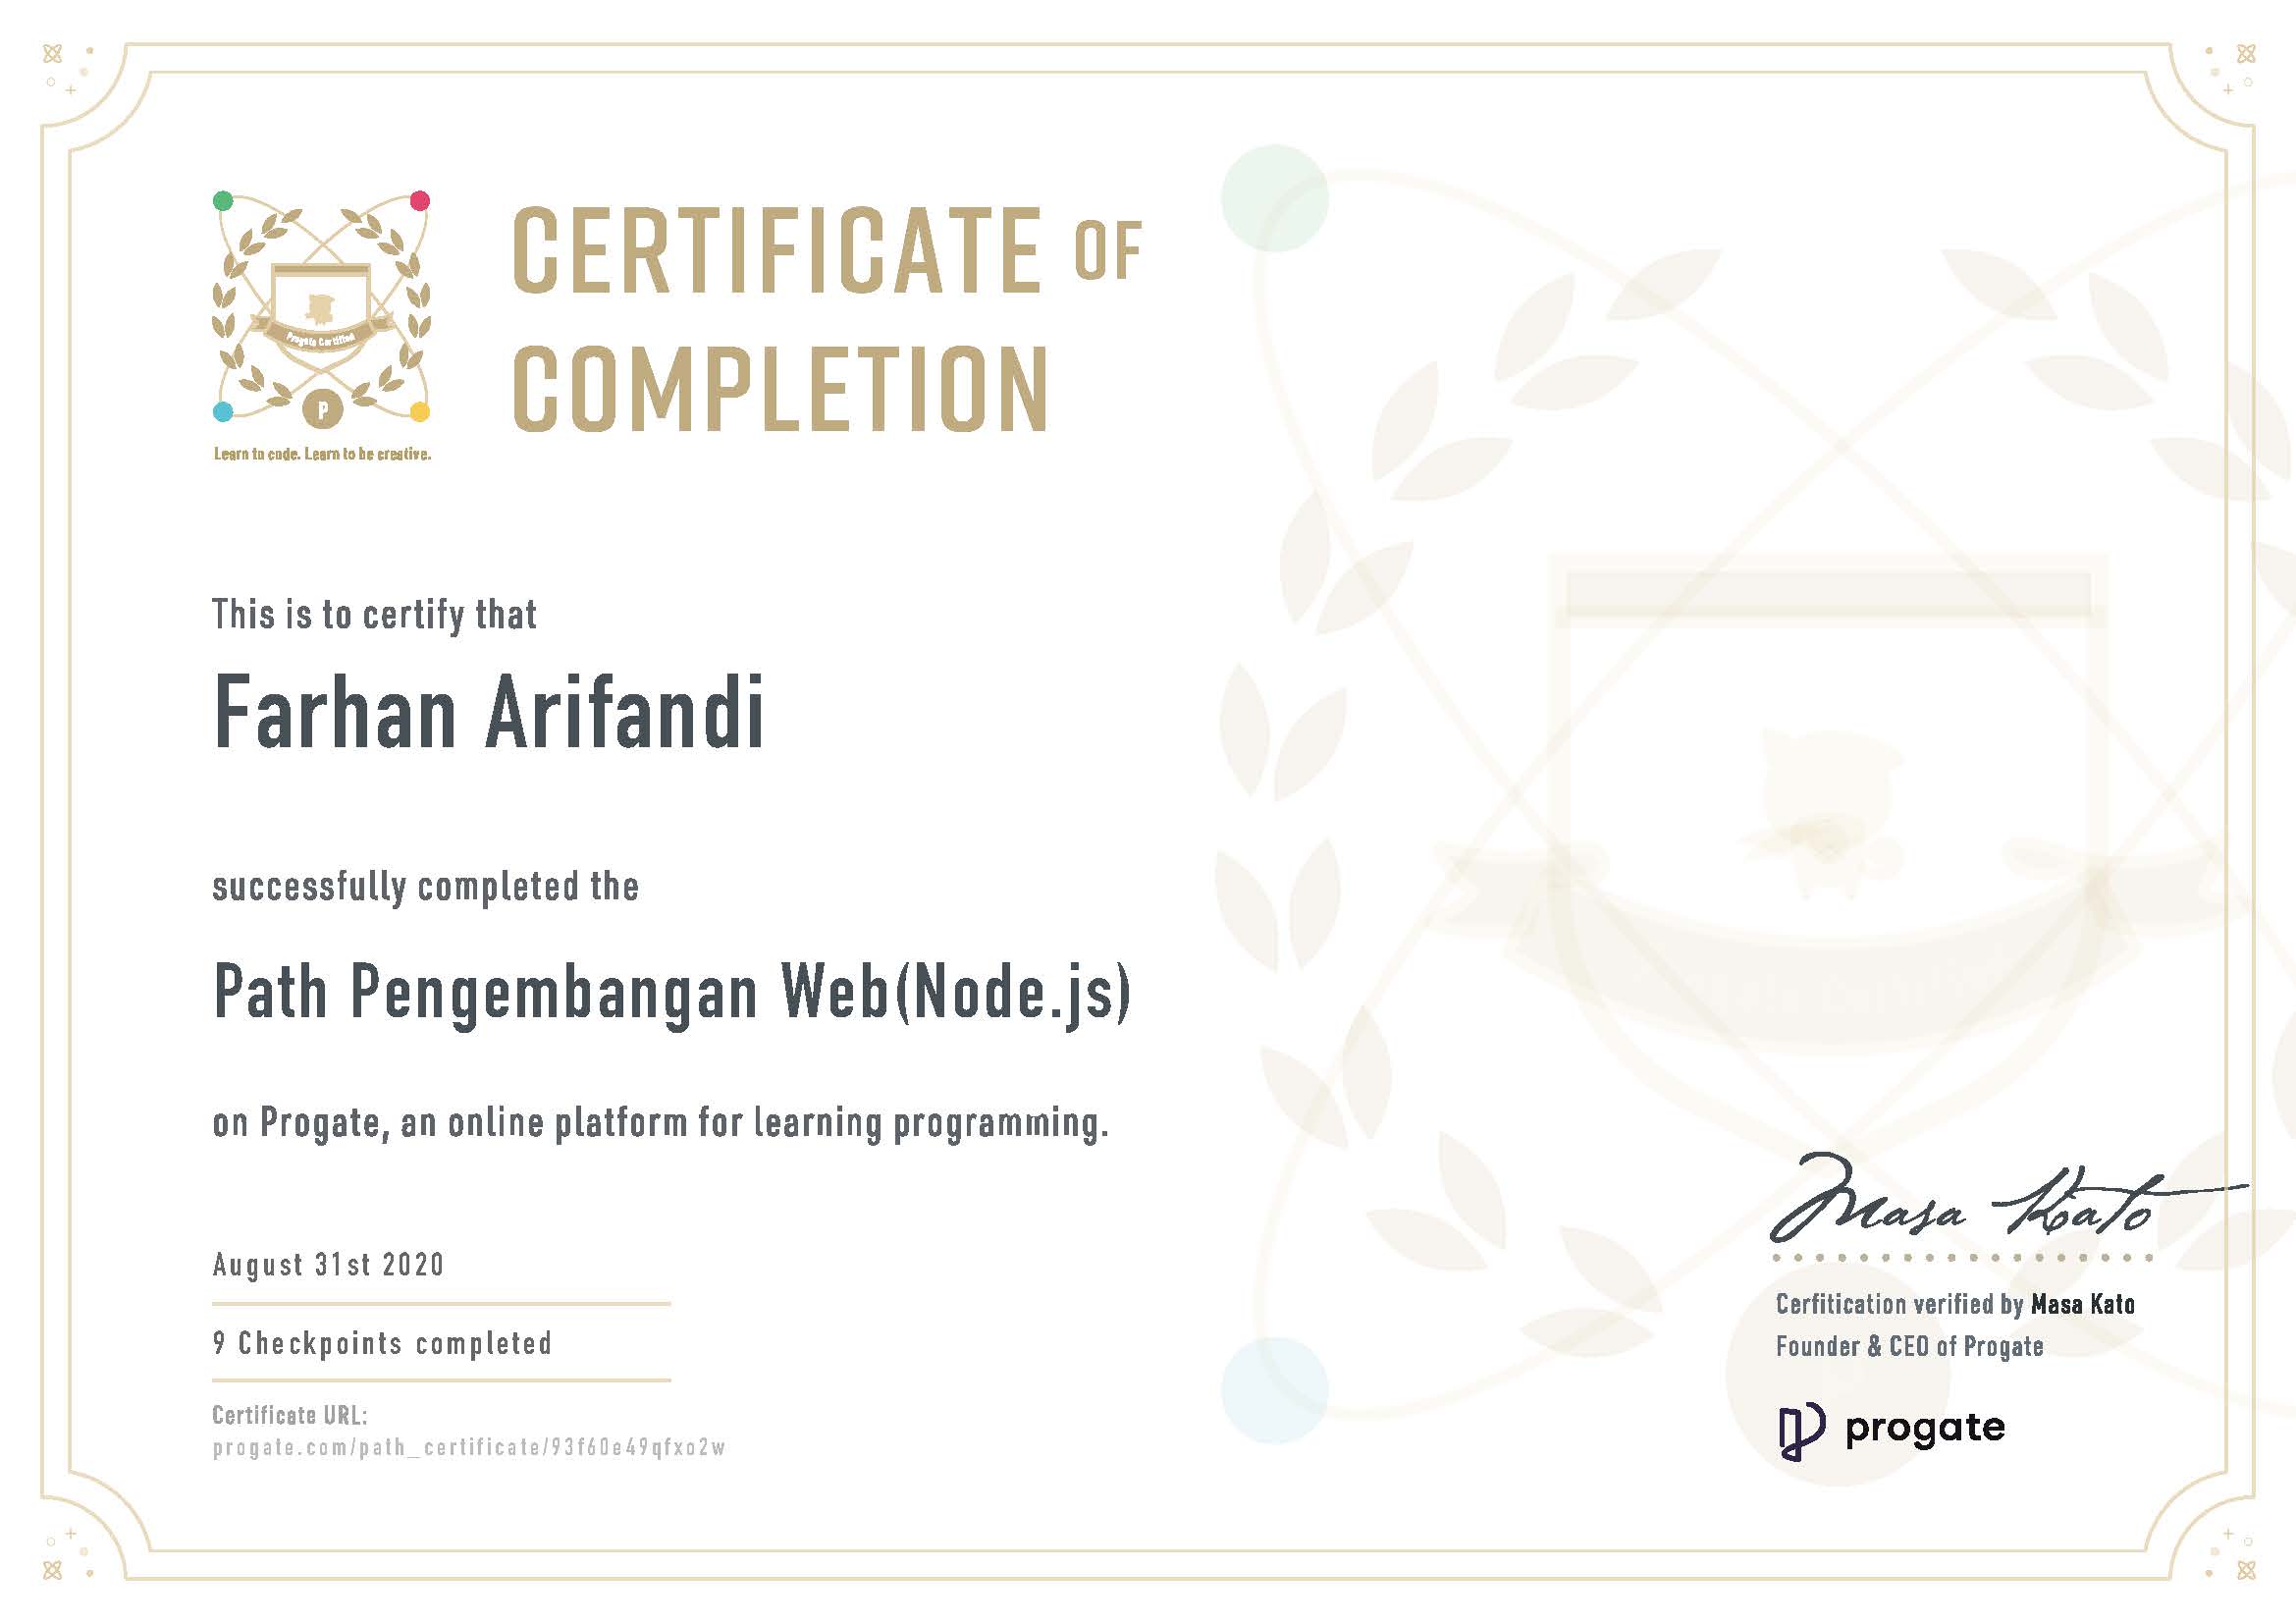 CERTIFICATE OF
COMPLETION
Progate Certified
P
Learn to code. Learn to be creative.
This is to certify that
Farhan Arifandi
successfully completed the
Path Pengembangan Web(Node.js)
on Progate, an online platform for learning programming.
August 31st 2020
9 Checkpoints completed
Certificate URL:
progate.com/path_certificate/93f60e49qfxo2w
Masa Kato
Cerfitication verified by Masa Kato
Founder & CEO of Progate
progate